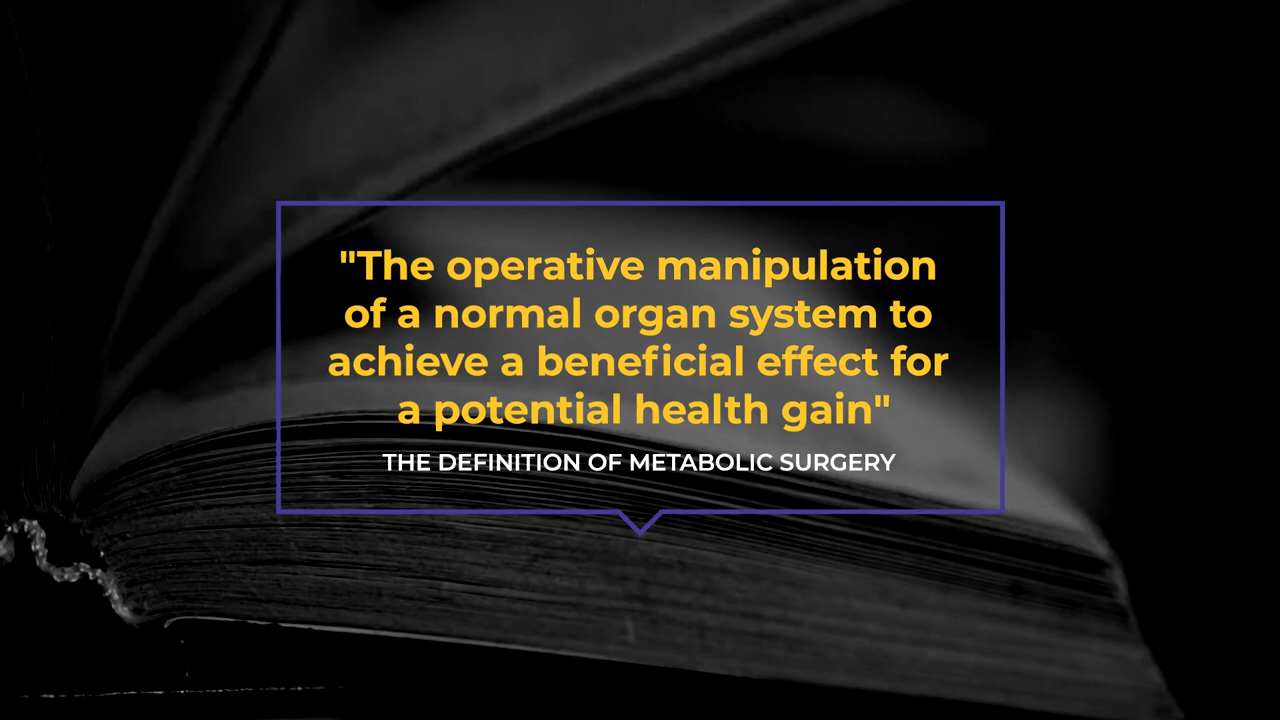 "The operative manipulation
of a normal organ system to
achieve a beneficial effect for
a potential health gain"
THE DEFINITION OF METABOLIC SURGERY